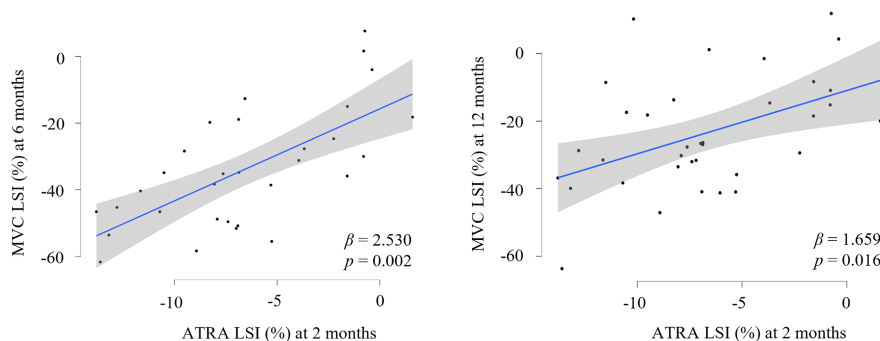 MVC LSI (%) at 6 months
0
-20
-40
-60
β = 2.530
p = 0.002
-10
-5
0
ATRA LSI (%) at 2 months
MVC LSI (%) at 12 months
0
-20
-40
-60
β = 1.659
p = 0.016
-10
-5
0
ATRA LSI (%) at 2 months